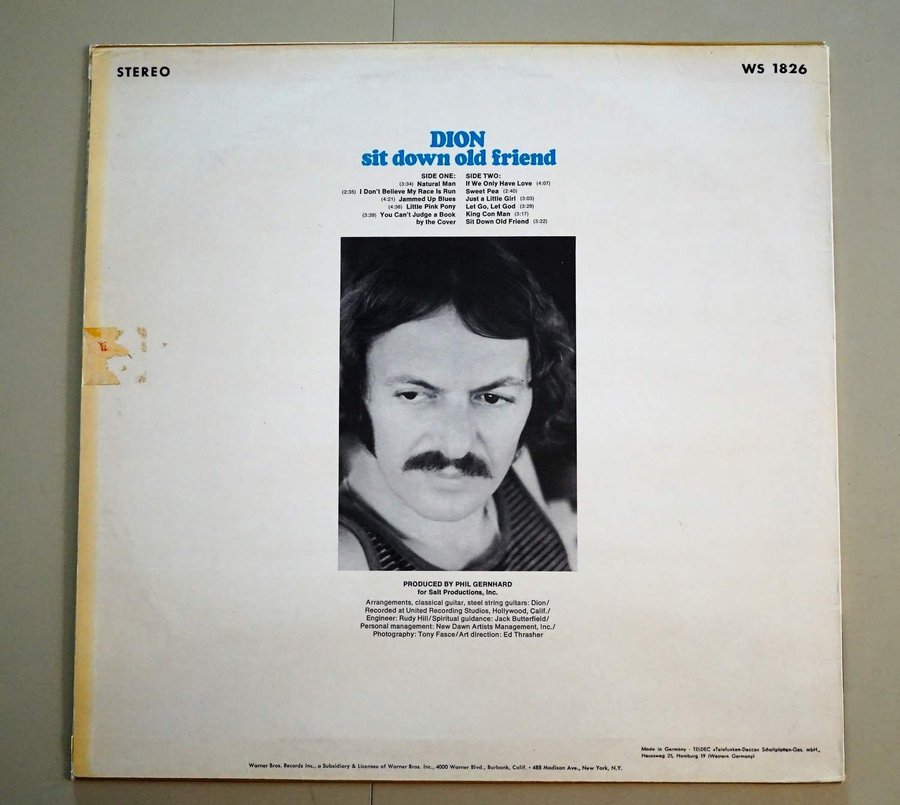 STEREO
WS 1826
DION
sit down old friend
SIDE ONE:
(3:34) Natural Man
(2:35) I Don't Believe My Race Is Run
(4:21) Jammed Up Blues
(4:36) Little Pink Pony
(3:39) You Can't Judge a Book
by the Cover
SIDE TWO:
If We Only Have Love (4:07)
Sweet Pea (2:40)
Just a Little Girl (3:03)
Let Go, Let God (3:29)
King Con Man (3:17)
Sit Down Old Friend (3:22)
PRODUCED BY PHIL GERNHARD
for Salt Productions, Inc.
Arrangements, classical guitar, steel string guitars: Dion/
Recorded at United Recording Studios, Hollywood, Calif./
Engineer: Rudy Hill/Spiritual guidance: Jack Butterfield/
Personal management: New Dawn Artists Management, Inc./
Photography: Tony Fasce/Art direction: Ed Thrasher
Made in Germany · TELDEC »Telefunken-Decca« Schallplatten-Ges. mbH.,
Heussweg 25, Hamburg 19 (Western Germany)
Warner Bros. Records Inc., a Subsidiary & Licensee of Warner Bros. Inc., 4000 Warner Blvd., Burbank, Calif. • 488 Madison Ave., New York, N.Y.